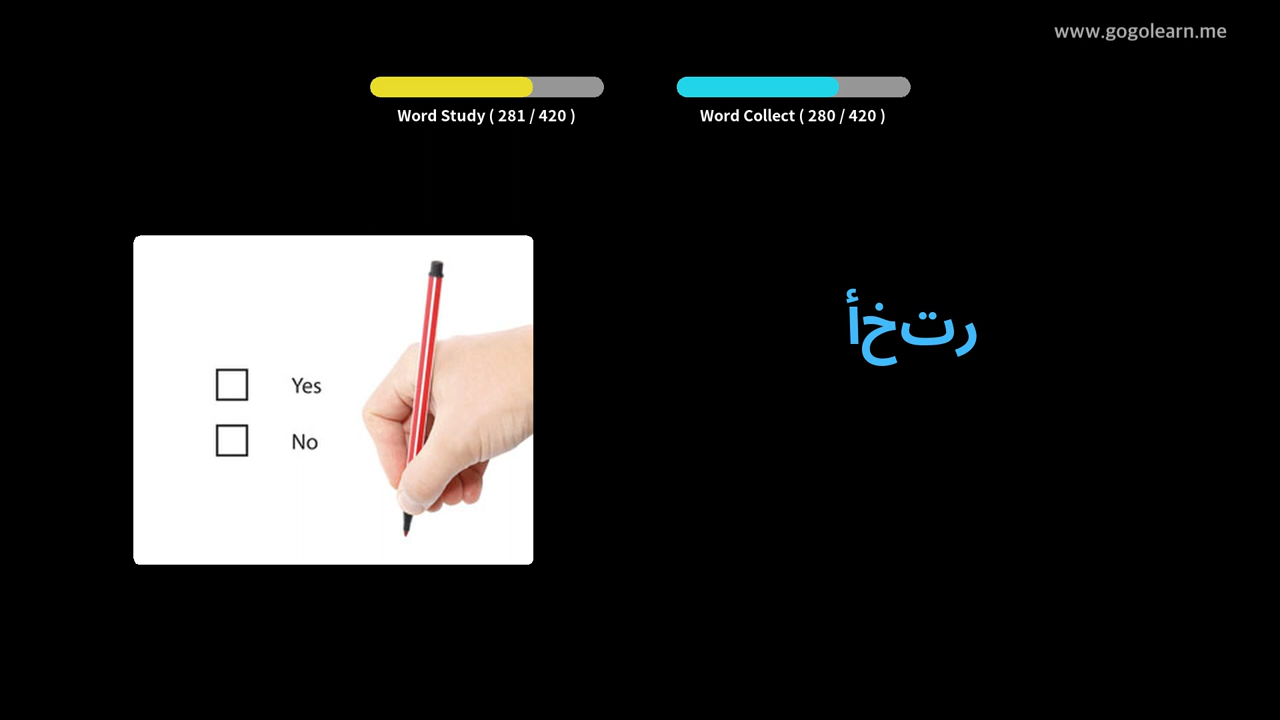 www.gogolearn.me
Word Study ( 281 / 420 )
Word Collect ( 280 / 420 )
رتخأ
Yes
No